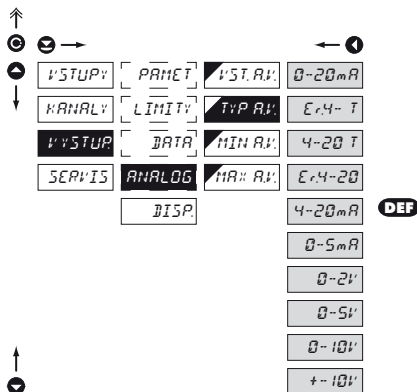 VSTUPY PAMET VST. A.V. 0-20mA
KANALY LIMITY TYP A.V. Er.4- T
VYSTUP. DATA MIN A.V. 4-20 T
SERVIS ANALOG MAX A.V. Er.4-20
DISP. 4-20mA DEF
0-5mA
0-2V
0-5V
0-10V
+-10V